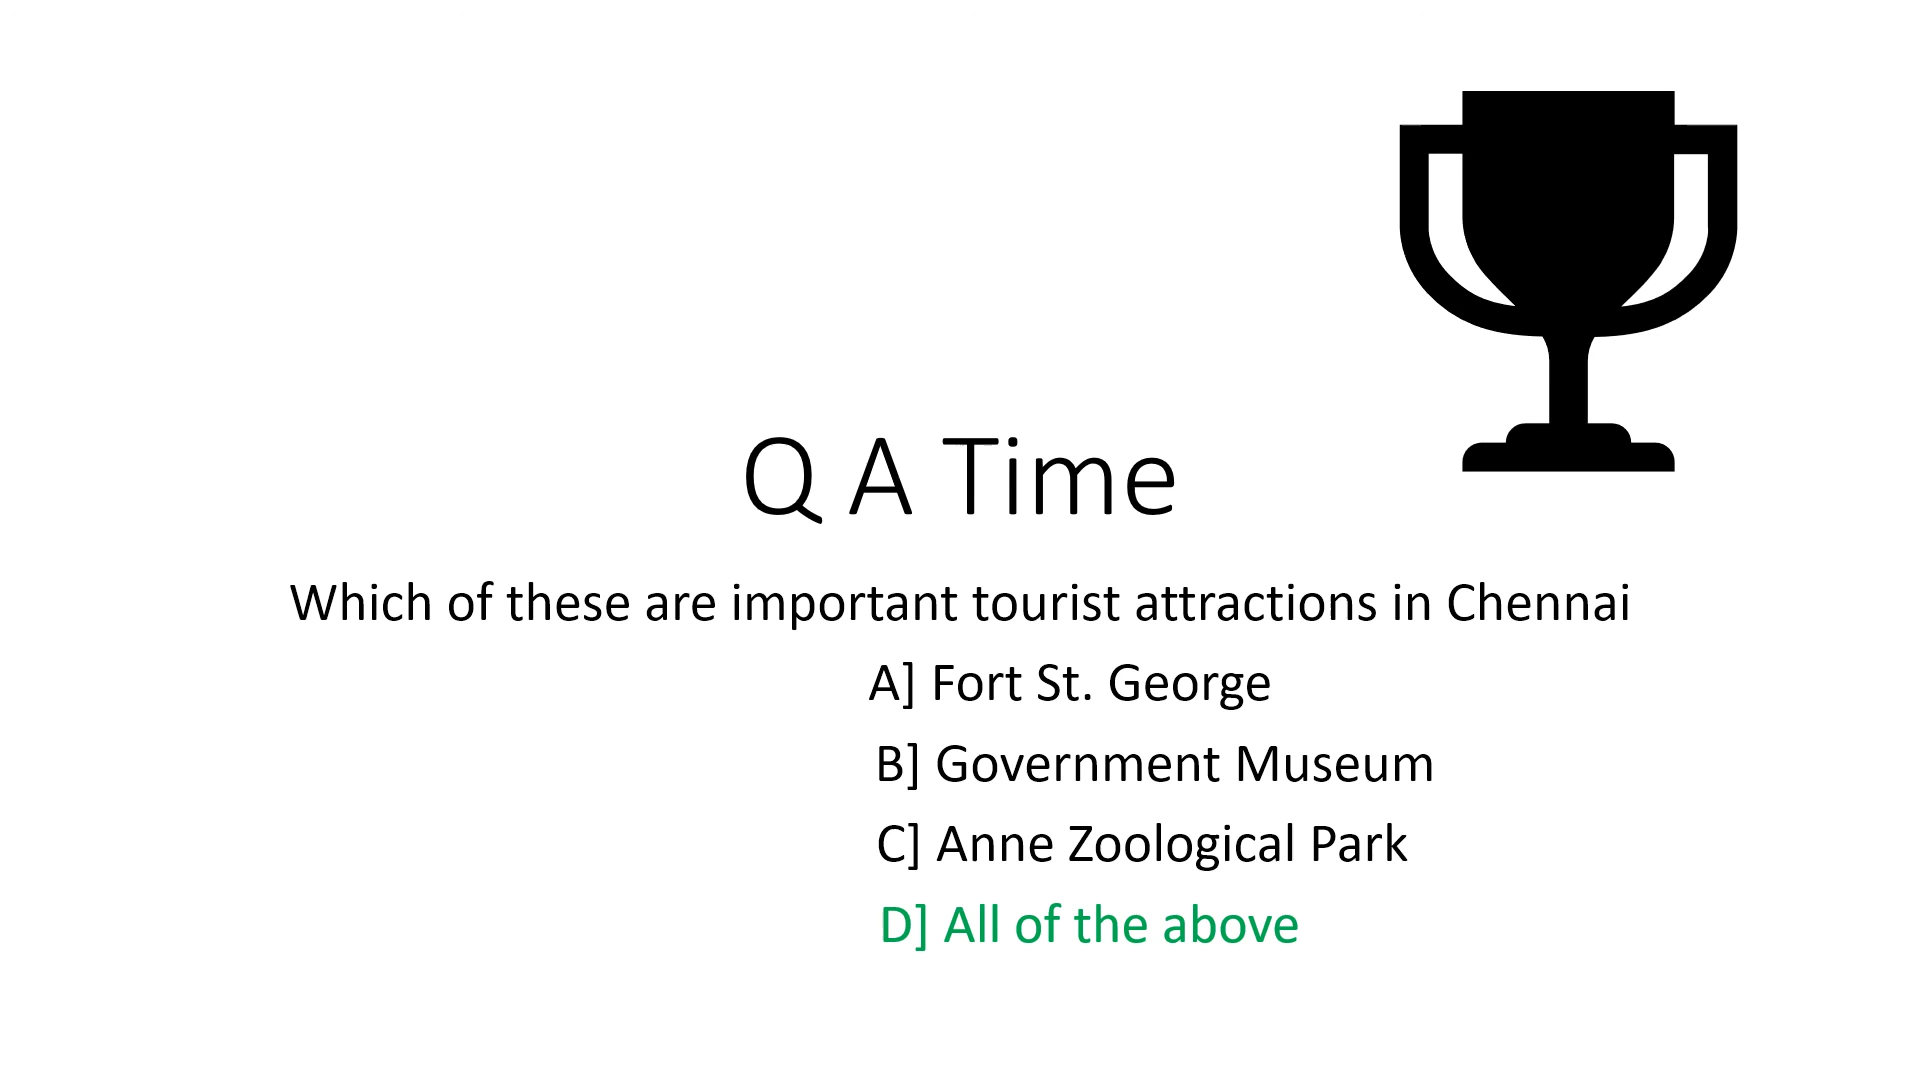 Q A Time
Which of these are important tourist attractions in Chennai
A] Fort St. George
B] Government Museum
C] Anne Zoological Park
D] All of the above